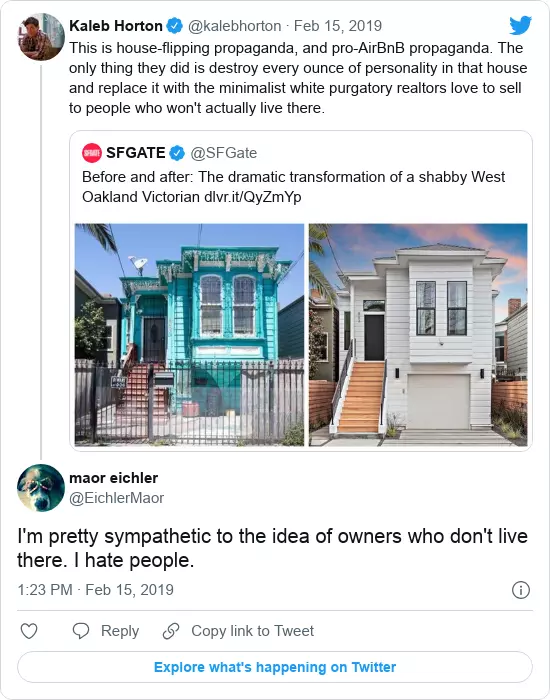 Kaleb Horton @kalebhorton · Feb 15, 2019
This is house-flipping propaganda, and pro-AirBnB propaganda. The
only thing they did is destroy every ounce of personality in that house
and replace it with the minimalist white purgatory realtors love to sell
to people who won't actually live there.
SFGATE SFGATE @SFGate
Before and after: The dramatic transformation of a shabby West
Oakland Victorian dlvr.it/QyZmYp
maor eichler
@EichlerMaor
I'm pretty sympathetic to the idea of owners who don't live
there. I hate people.
1:23 PM · Feb 15, 2019
Reply Copy link to Tweet
Explore what's happening on Twitter